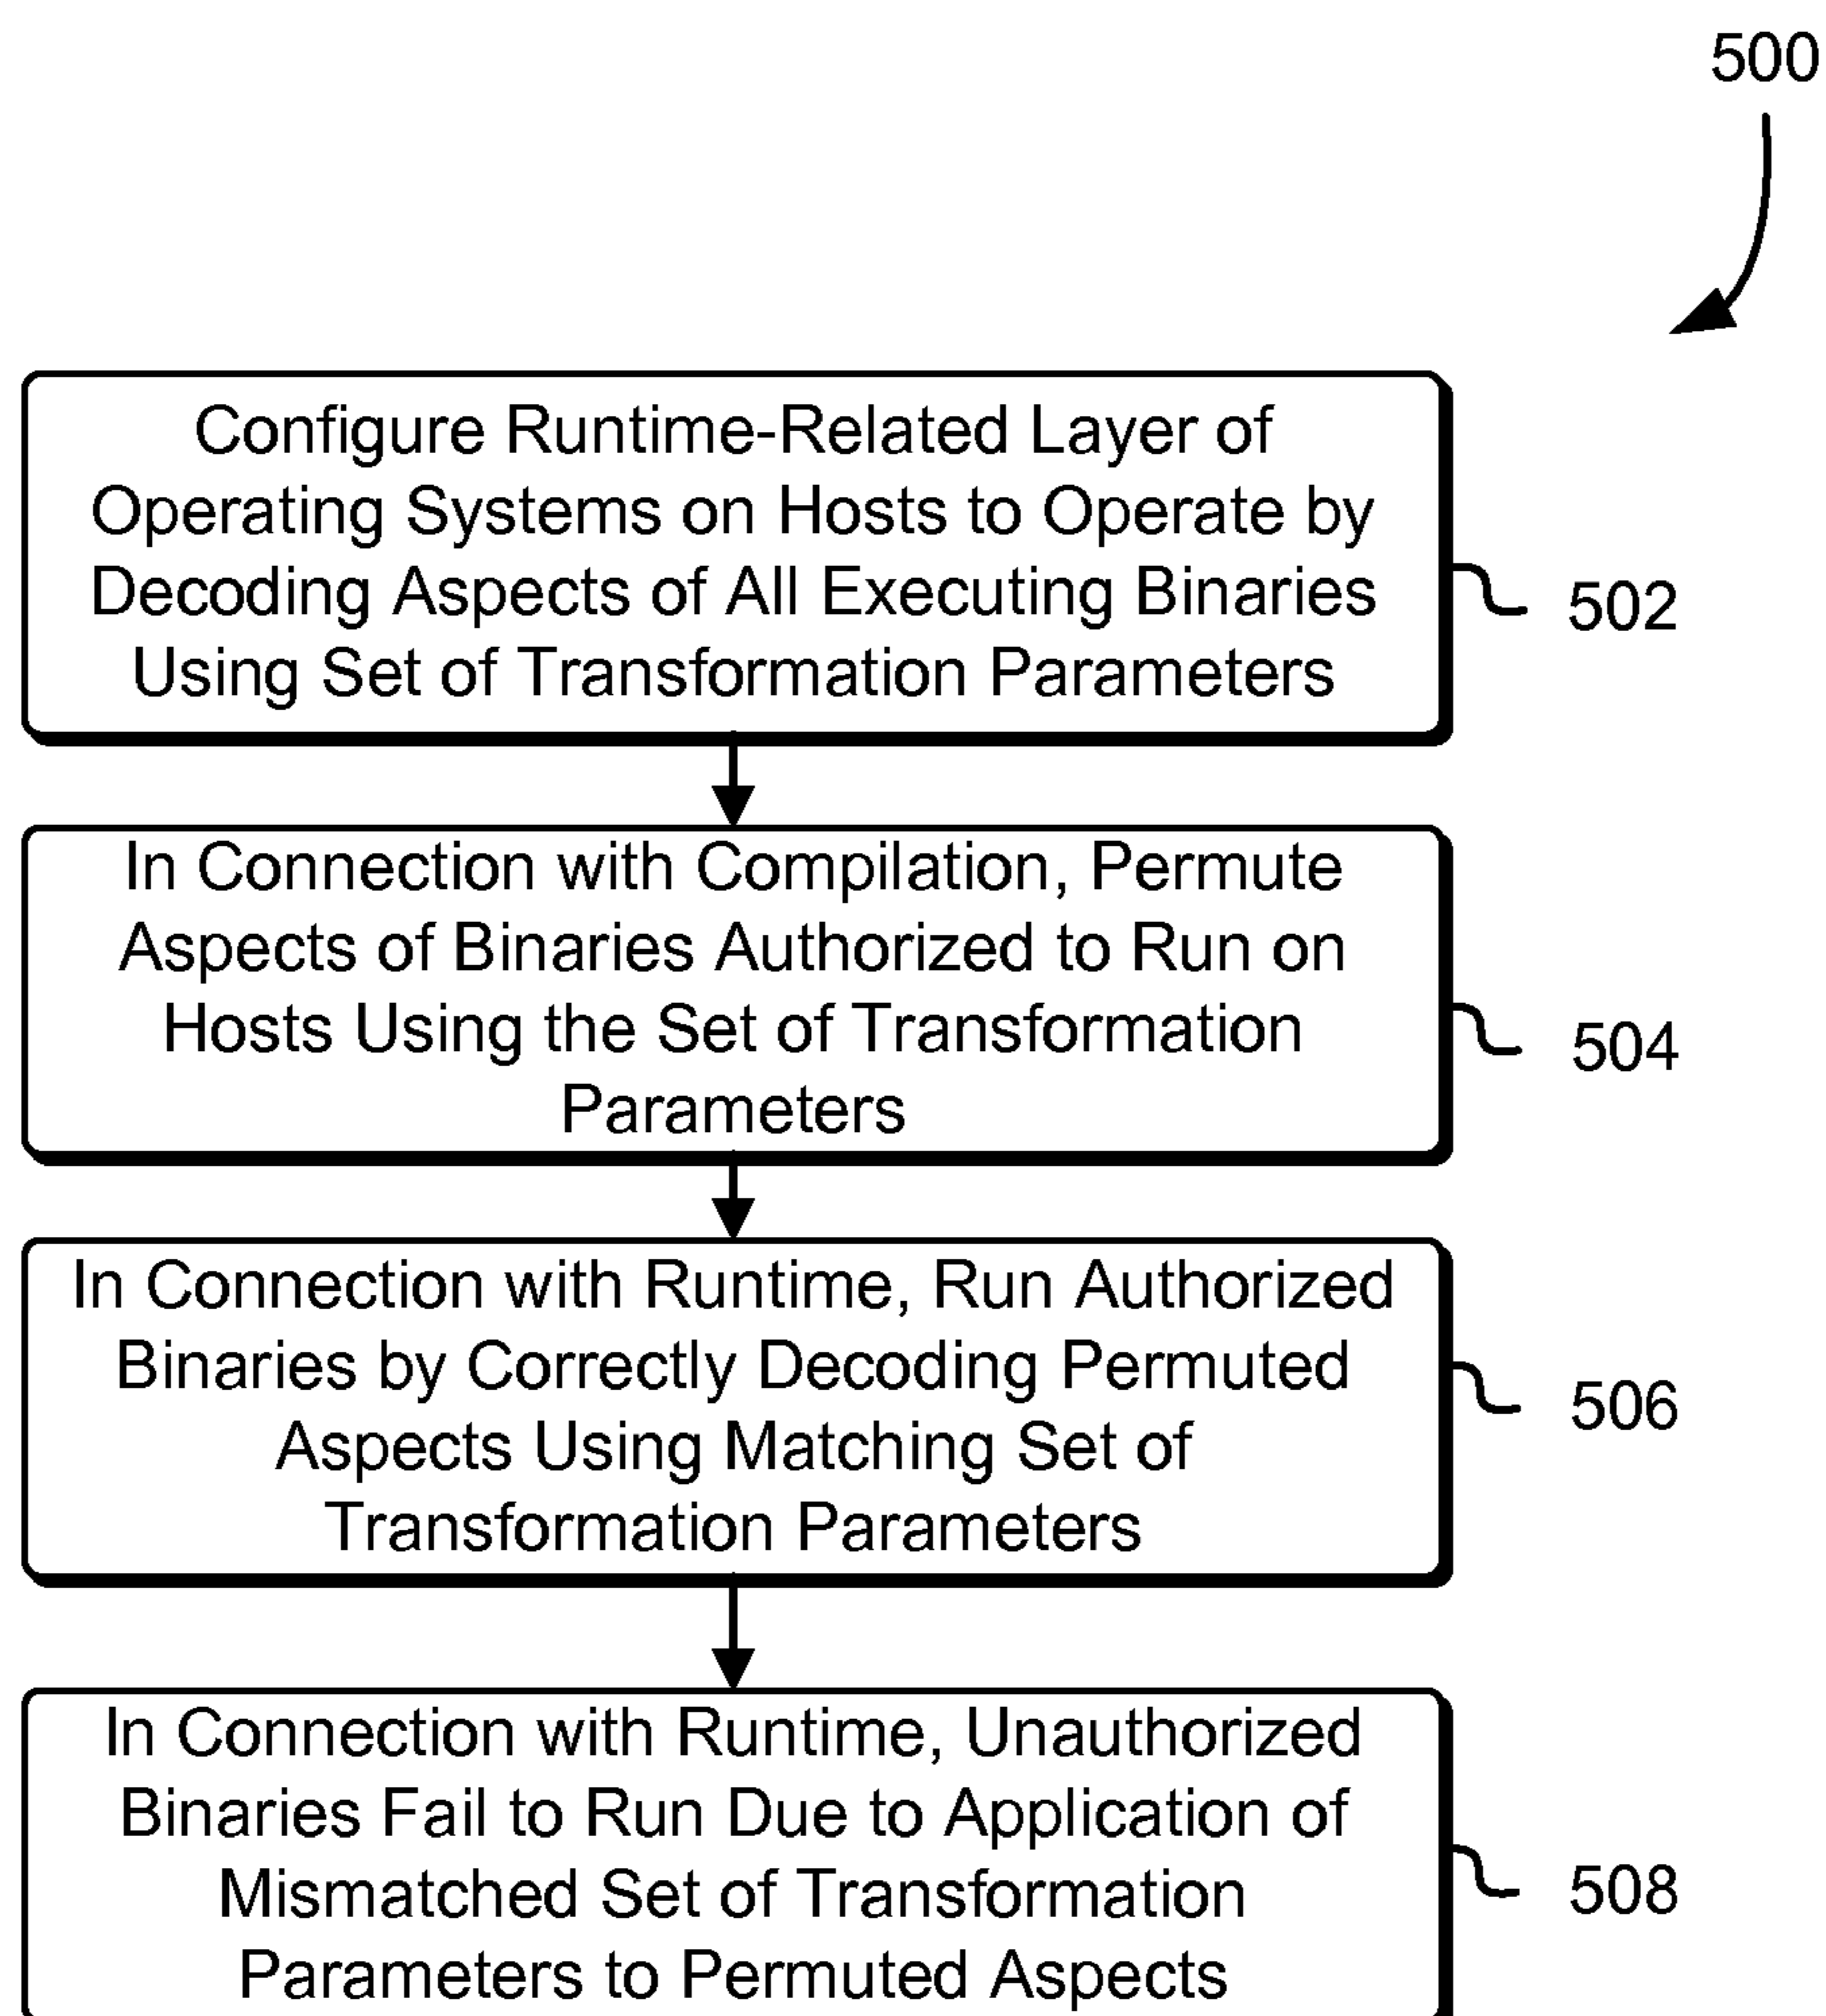 500
Configure Runtime-Related Layer of
Operating Systems on Hosts to Operate by
Decoding Aspects of All Executing Binaries
Using Set of Transformation Parameters
502
In Connection with Compilation, Permute
Aspects of Binaries Authorized to Run on
Hosts Using the Set of Transformation
Parameters
504
In Connection with Runtime, Run Authorized
Binaries by Correctly Decoding Permuted
Aspects Using Matching Set of
Transformation Parameters
506
In Connection with Runtime, Unauthorized
Binaries Fail to Run Due to Application of
Mismatched Set of Transformation
Parameters to Permuted Aspects
508